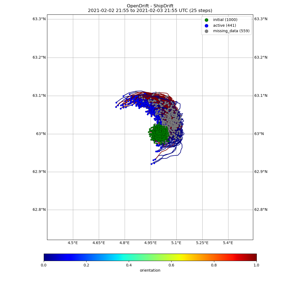 OpenDrift - ShipDrift
2021-02-02 21:55 to 2021-02-03 21:55 UTC (25 steps)
initial (1000)
active (441)
missing_data (559)
63.3°N
63.3°N
63.2°N
63.2°N
63.1°N
63.1°N
63°N
63°N
62.9°N
62.9°N
62.8°N
62.8°N
4.5°E 4.65°E 4.8°E 4.95°E 5.1°E 5.25°E 5.4°E
0.0 0.2 0.4 0.6 0.8 1.0
orientation